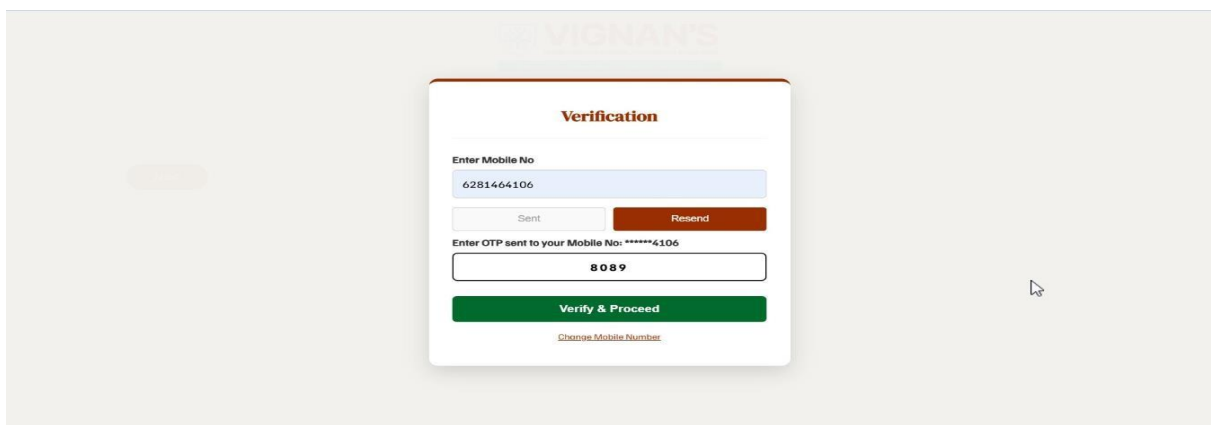 VIGNAN'S
Verification
Enter Mobile No
6281464106
Sent Resend
Enter OTP sent to your Mobile No: ******4106
8089
Verify & Proceed
Change Mobile Number